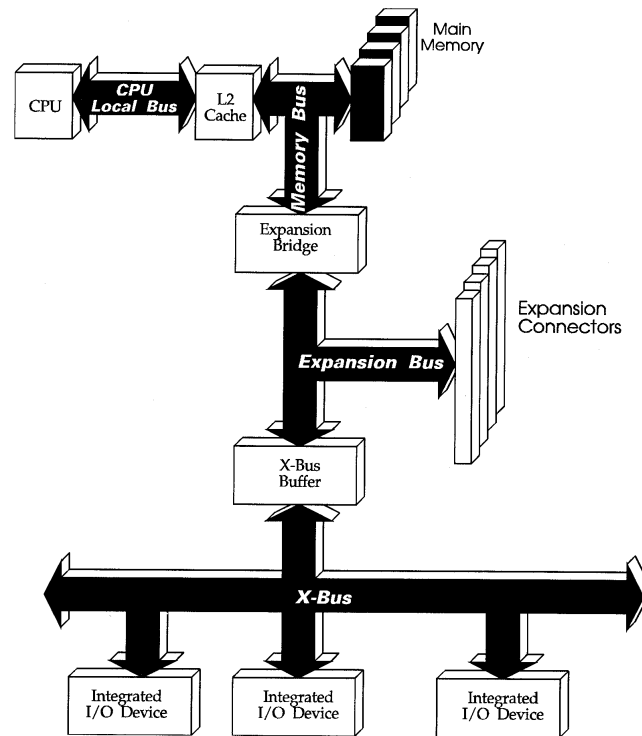 Main
Memory
CPU
CPU
Local Bus
L2
Cache
Memory Bus
Expansion
Bridge
Expansion
Connectors
Expansion Bus
X-Bus
Buffer
X-Bus
Integrated
I/O Device
Integrated
I/O Device
Integrated
I/O Device